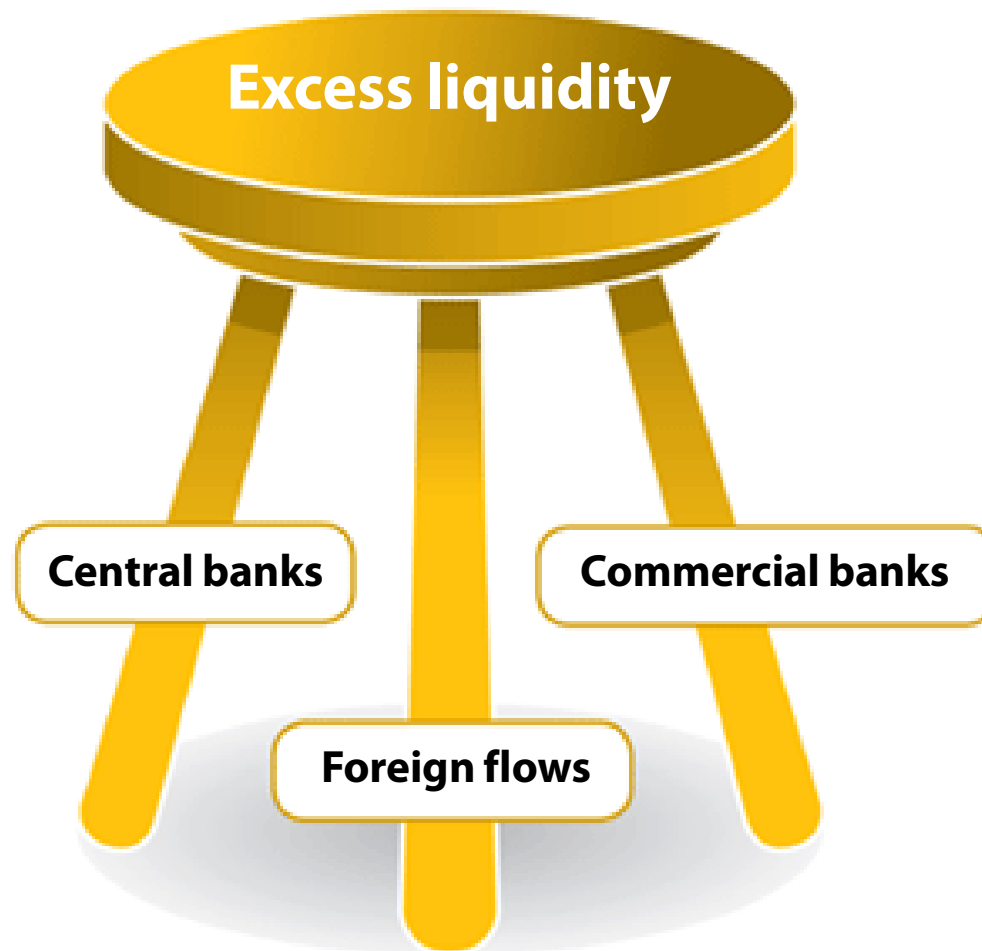 Excess liquidity
Central banks
Commercial banks
Foreign flows